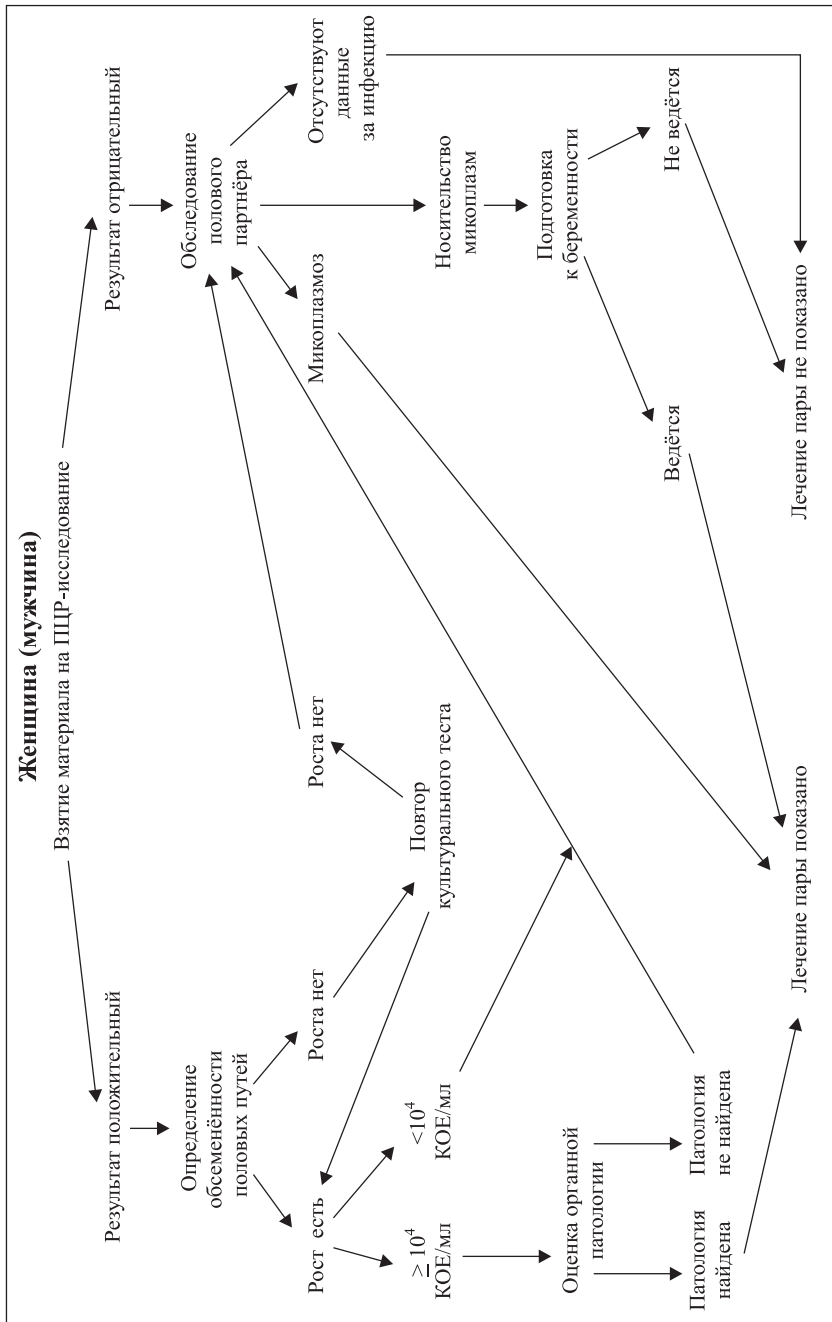 Женщина (мужчина)
Взятие материала на ПЦР-исследование
Результат положительный
Результат отрицательный
Определение
обсеменённости
половых путей
Обследование
полового
партнёра
Рост есть
Роста нет
Роста нет
Микоплазмоз
Отсутствуют
данные
за инфекцию
≥10⁴
КОЕ/мл
<10⁴
КОЕ/мл
Повтор
культурального теста
Носительство
микоплазм
Оценка органной
патологии
Подготовка
к беременности
Патология
найдена
Патология
не найдена
Ведётся
Не ведётся
Лечение пары показано
Лечение пары не показано